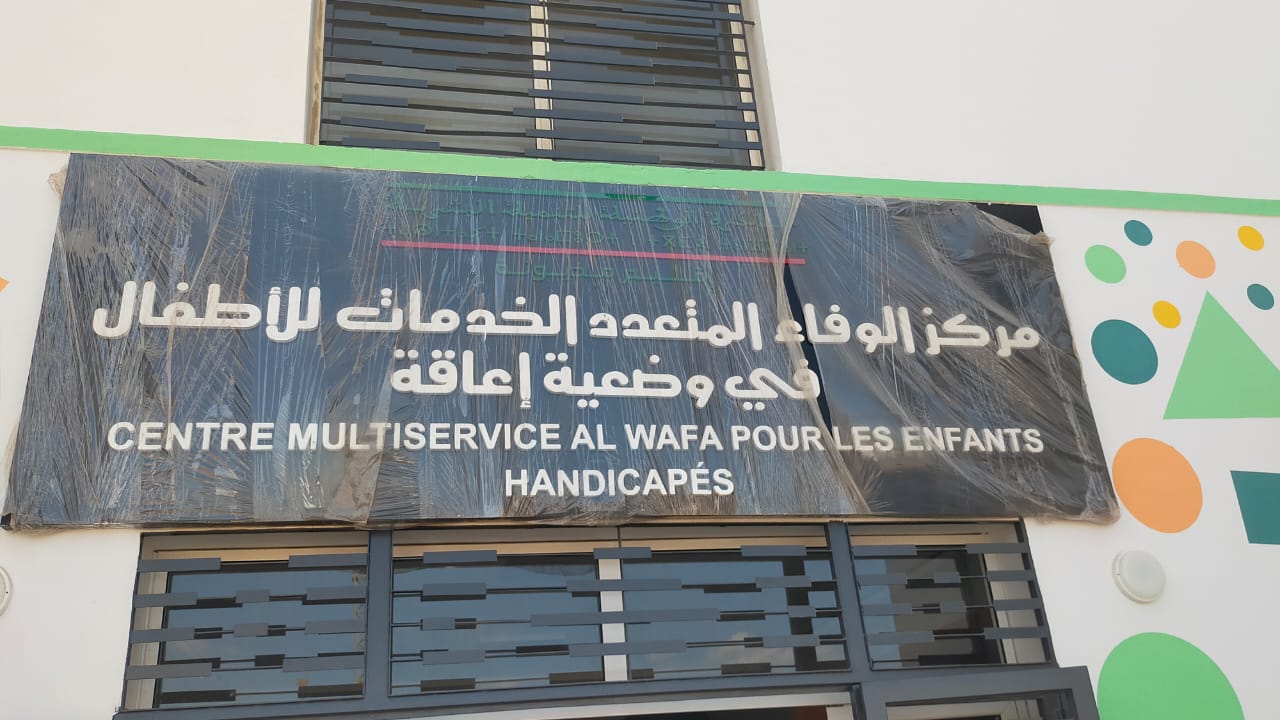 مركز الوفاء المتعدد الخدمات للأطفال
في وضعية إعاقة
CENTRE MULTISERVICE AL WAFA POUR LES ENFANTS
HANDICAPÉS